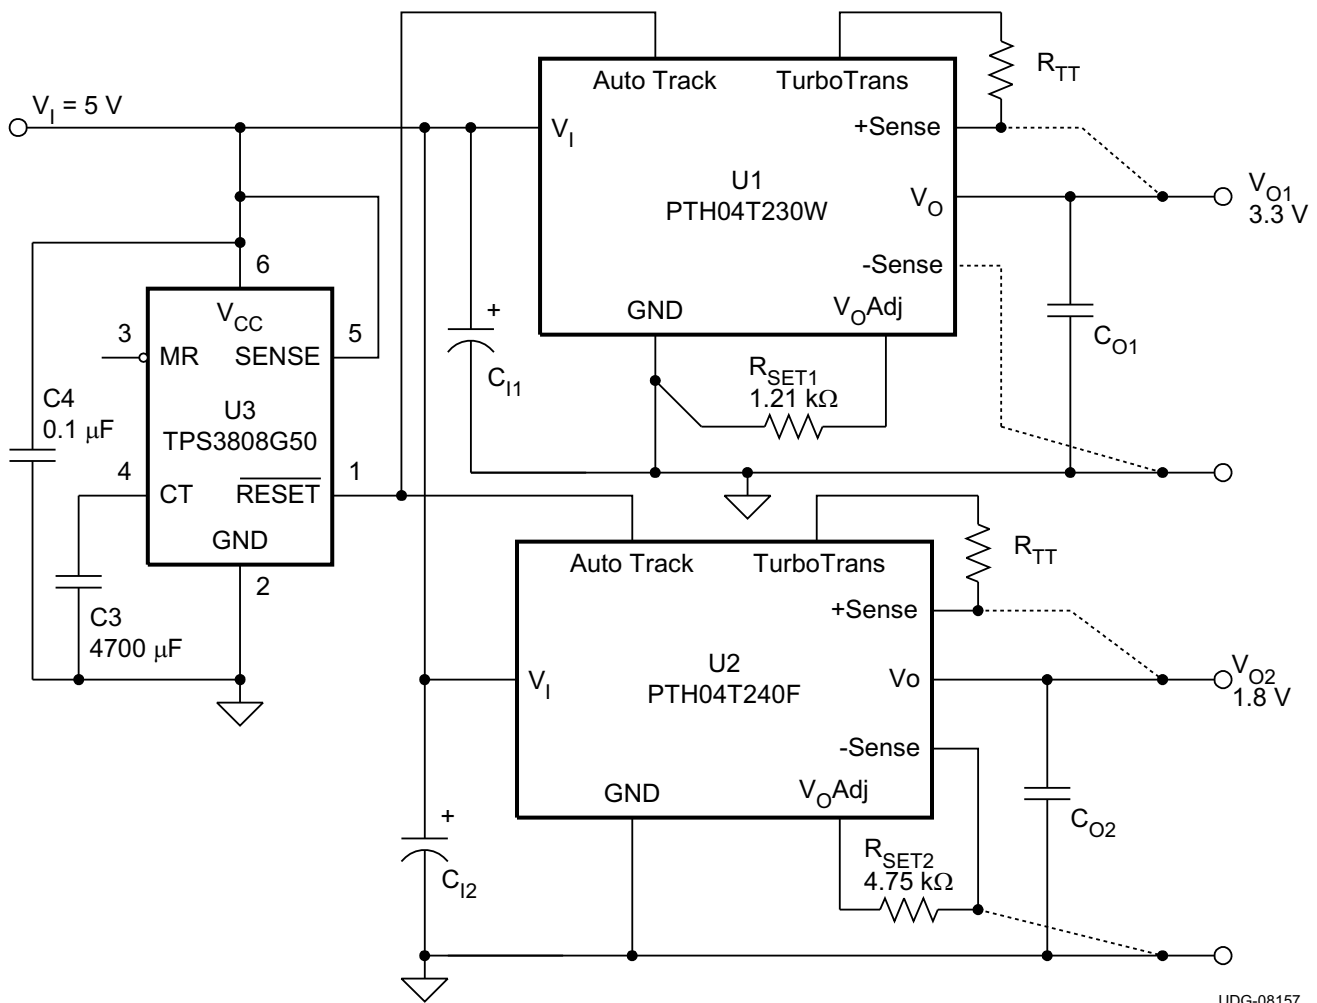 V_I = 5 V
Auto Track
TurboTrans
R_TT
V_I
+Sense
U1
PTH04T230W
V_O
V_O1
3.3 V
-Sense
GND
V_OAdj
+
C_I1
R_SET1
1.21 kΩ
C_O1
6
V_CC
3
MR
SENSE
5
C4
0.1 μF
U3
TPS3808G50
4
CT
RESET
1
GND
2
C3
4700 μF
Auto Track
TurboTrans
R_TT
+Sense
U2
PTH04T240F
V_I
Vo
V_O2
1.8 V
-Sense
GND
V_OAdj
+
C_I2
R_SET2
4.75 kΩ
C_O2
UDG-08157